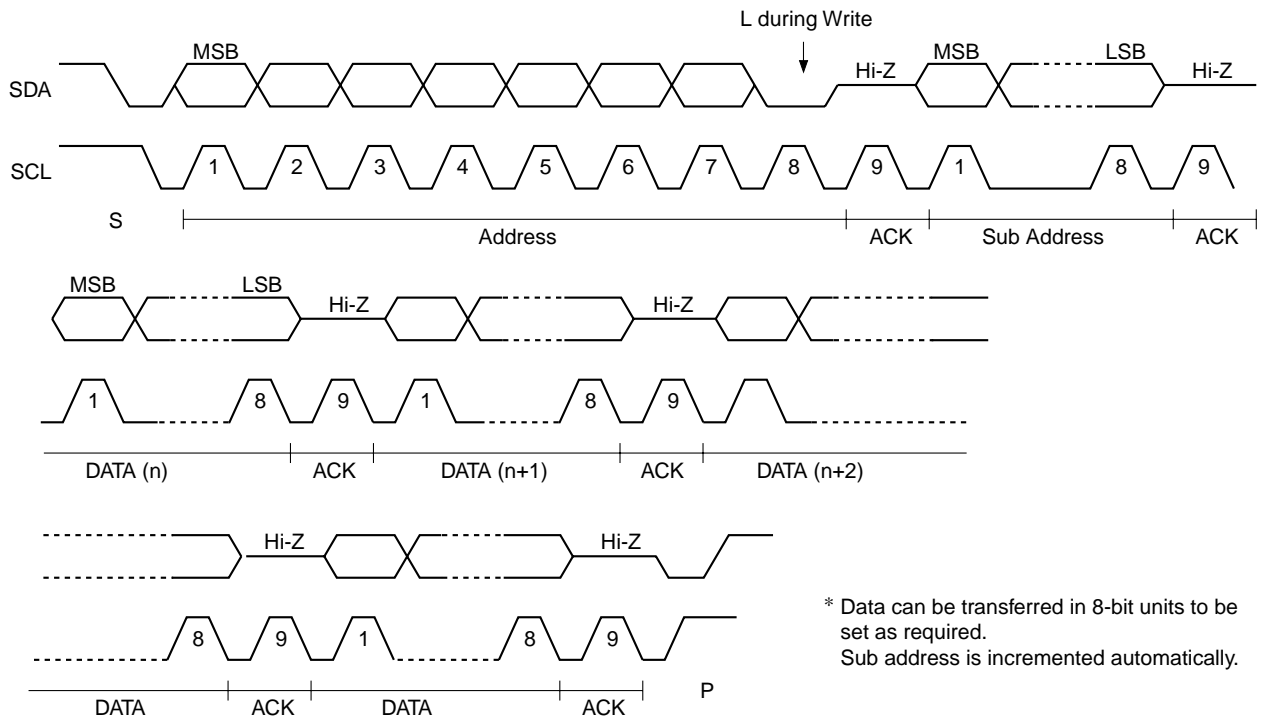 L during Write
SDA MSB Hi-Z MSB LSB Hi-Z
SCL 1 2 3 4 5 6 7 8 9 1 8 9
S Address ACK Sub Address ACK
MSB LSB Hi-Z Hi-Z
1 8 9 1 8 9
DATA (n) ACK DATA (n+1) ACK DATA (n+2)
Hi-Z Hi-Z
8 9 1 8 9
DATA ACK DATA ACK P
* Data can be transferred in 8-bit units to be
set as required.
Sub address is incremented automatically.